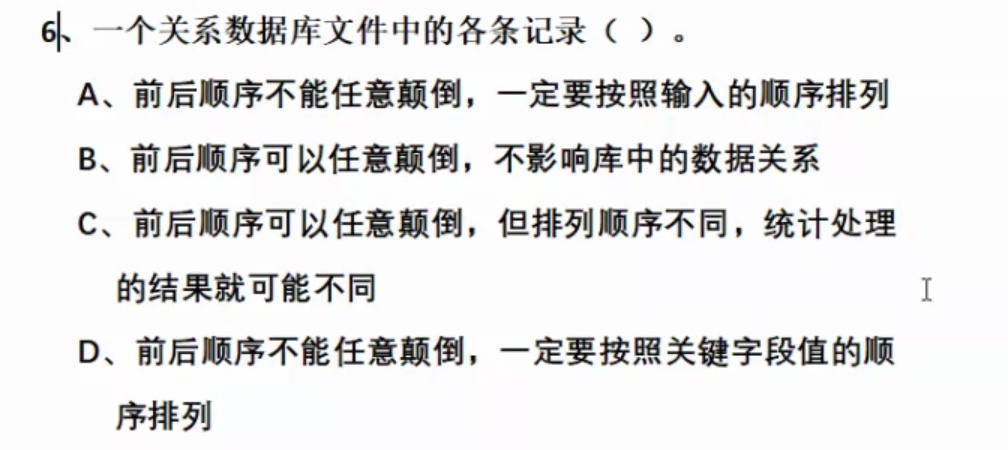 6、一个关系数据库文件中的各条记录（ ）。
A、前后顺序不能任意颠倒，一定要按照输入的顺序排列
B、前后顺序可以任意颠倒，不影响库中的数据关系
C、前后顺序可以任意颠倒，但排列顺序不同，统计处理
的结果就可能不同
D、前后顺序不能任意颠倒，一定要按照关键字段值的顺
序排列